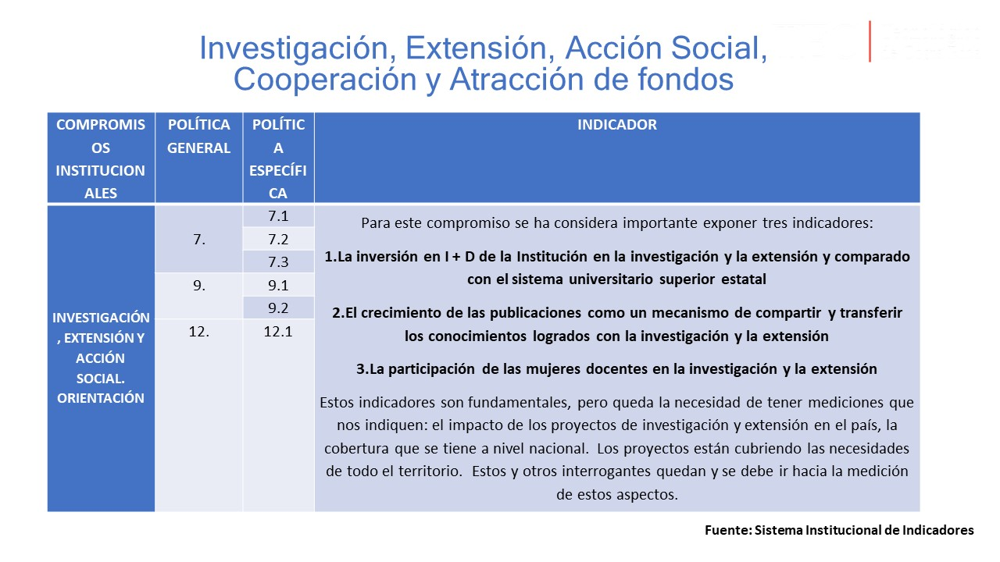 Investigación, Extensión, Acción Social,
Cooperación y Atracción de fondos
COMPROMIS
OS
INSTITUCION
ALES
POLÍTICA
GENERAL
POLÍTIC
A
ESPECÍFI
CA
INDICADOR
INVESTIGACIÓN
, EXTENSIÓN Y
ACCIÓN
SOCIAL.
ORIENTACIÓN
7.
7.1
7.2
7.3
9.
9.1
9.2
12.
12.1
Para este compromiso se ha considera importante exponer tres indicadores:
1.La inversión en I + D de la Institución en la investigación y la extensión y comparado
con el sistema universitario superior estatal
2.El crecimiento de las publicaciones como un mecanismo de compartir y transferir
los conocimientos logrados con la investigación y la extensión
3.La participación de las mujeres docentes en la investigación y la extensión
Estos indicadores son fundamentales, pero queda la necesidad de tener mediciones que
nos indiquen: el impacto de los proyectos de investigación y extensión en el país, la
cobertura que se tiene a nivel nacional. Los proyectos están cubriendo las necesidades
de todo el territorio. Estos y otros interrogantes quedan y se debe ir hacia la medición
de estos aspectos.
Fuente: Sistema Institucional de Indicadores